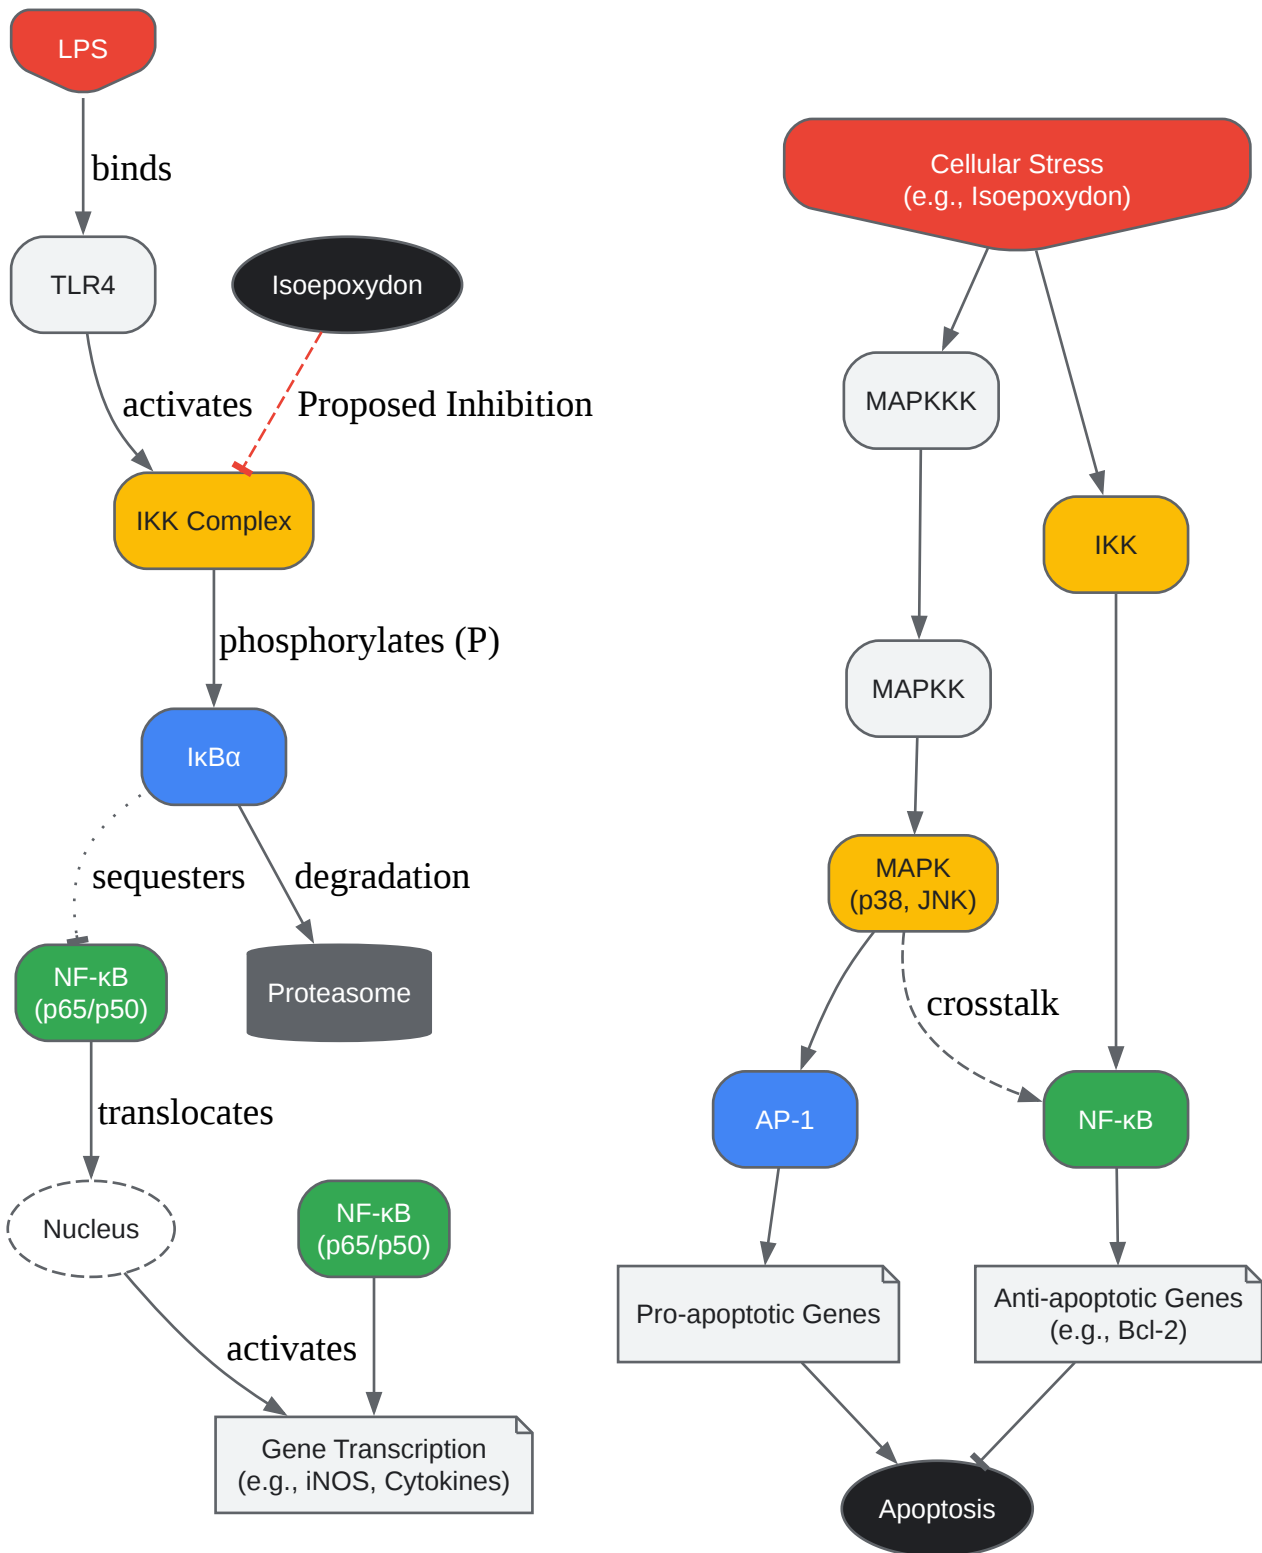 LPS
binds
TLR4
Isoepoxydon
activates
Proposed Inhibition
IKK Complex
phosphorylates (P)
IκBα
sequesters
degradation
NF-κB
(p65/p50)
Proteasome
translocates
Nucleus
NF-κB
(p65/p50)
activates
Gene Transcription
(e.g., iNOS, Cytokines)
Cellular Stress
(e.g., Isoepoxydon)
MAPKKK
IKK
MAPKK
MAPK
(p38, JNK)
crosstalk
AP-1
NF-κB
Pro-apoptotic Genes
Anti-apoptotic Genes
(e.g., Bcl-2)
Apoptosis